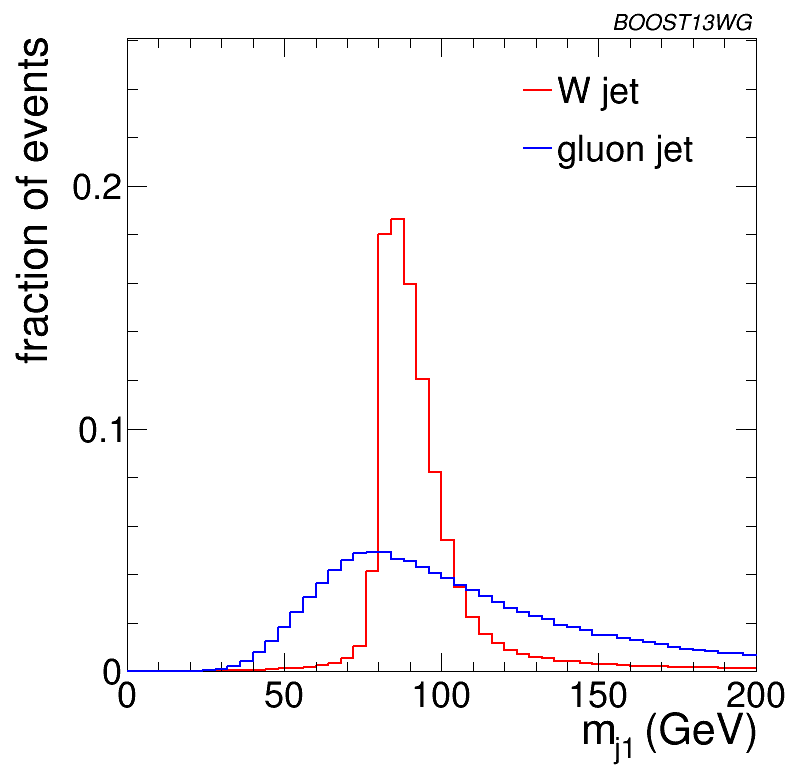 BOOST13WG
fraction of events
W jet
gluon jet
0.2
0.1
0
0 50 100 150 200
m_j1 (GeV)